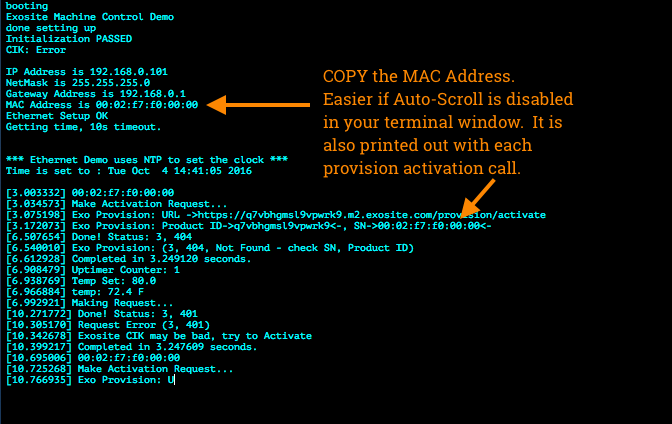 booting
Exosite Machine Control Demo
done setting up
Initialization PASSED
CIK: Error
IP Address is 192.168.0.101
NetMask is 255.255.255.0
Gateway Address is 192.168.0.1
MAC Address is 00:02:f7:f0:00:00
Ethernet Setup OK
Getting time, 10s timeout.
*** Ethernet Demo uses NTP to set the clock ***
Time is set to : Tue Oct  4 14:41:05 2016
[3.003332] 00:02:f7:f0:00:00
[3.034573] Make Activation Request...
[3.075198] Exo Provision: URL ->https://q7vbhgmsl9vpwrk9.m2.exosite.com/provision/activate
[3.172073] Exo Provision: Product ID->q7vbhgmsl9vpwrk9<-, SN->00:02:f7:f0:00:00<-
[6.507654] Done! Status: 3, 404
[6.540010] Exo Provision: (3, 404, Not Found - check SN, Product ID)
[6.612928] Completed in 3.249120 seconds.
[6.908479] Uptimer Counter: 1
[6.938769] Temp Set: 80.0
[6.966884] temp: 72.4 F
[6.992921] Making Request...
[10.271772] Done! Status: 3, 401
[10.305170] Request Error (3, 401)
[10.342678] Exosite CIK may be bad, try to Activate
[10.399217] Completed in 3.247609 seconds.
[10.695006] 00:02:f7:f0:00:00
[10.725268] Make Activation Request...
[10.766935] Exo Provision: U
COPY the MAC Address.
Easier if Auto-Scroll is disabled
in your terminal window.  It is
also printed out with each
provision activation call.